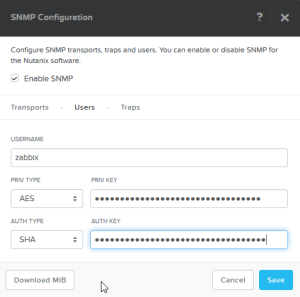 SNMP Configuration
?
Configure SNMP transports, traps and users. You can enable or disable SNMP for
the Nutanix software.
Enable SNMP
Transports · Users · Traps
USERNAME
zabbix
PRIV TYPE PRIV KEY
AES ••••••••••••••••••••••••••••••••
AUTH TYPE AUTH KEY
SHA •••••••••••••••••••••••••••••••••
Download MIB Cancel Save